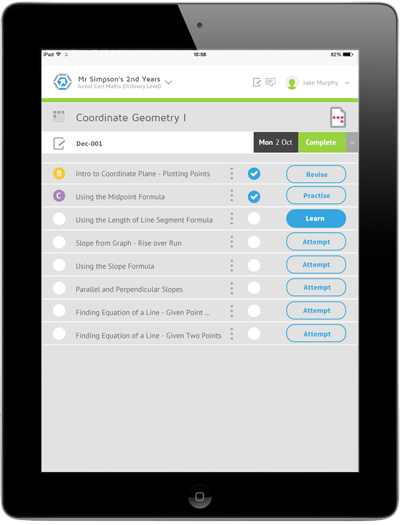 iPad
15:58
82%
Mr Simpson's 2nd Years
Junior Cert Maths (Ordinary Level)
Jake Murphy
Coordinate Geometry I
Dec-001
Mon 2 Oct
Complete
B
Intro to Coordinate Plane - Plotting Points
Revise
C
Using the Midpoint Formula
Practise
Using the Length of Line Segment Formula
Learn
Slope from Graph - Rise over Run
Attempt
Using the Slope Formula
Attempt
Parallel and Perpendicular Slopes
Attempt
Finding Equation of a Line - Given Point ...
Attempt
Finding Equation of a Line - Given Two Points
Attempt